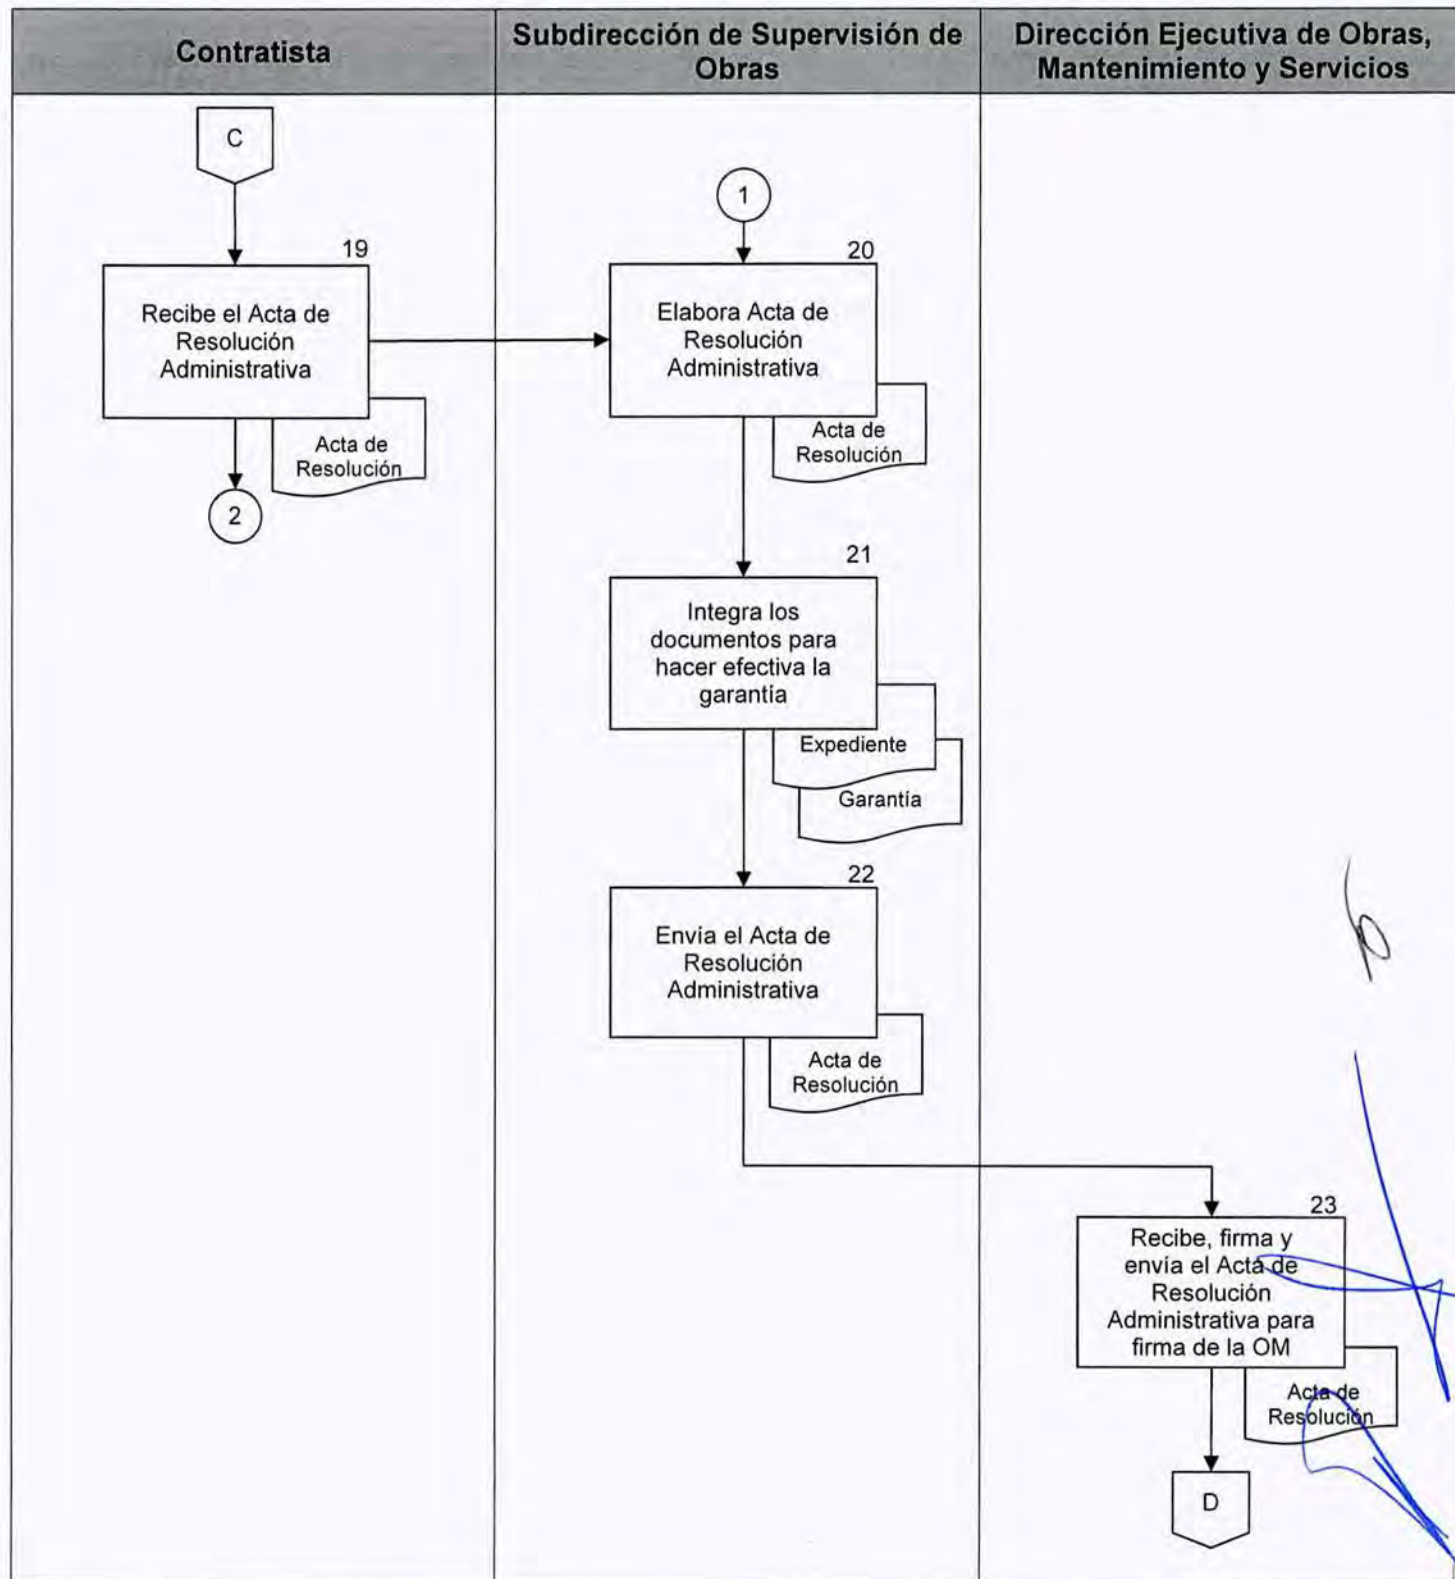 Contratista
Subdirección de Supervisión de
Obras
Dirección Ejecutiva de Obras,
Mantenimiento y Servicios
C
19
Recibe el Acta de
Resolución
Administrativa
Acta de
Resolución
2
1
20
Elabora Acta de
Resolución
Administrativa
Acta de
Resolución
21
Integra los
documentos para
hacer efectiva la
garantía
Expediente
Garantía
22
Envía el Acta de
Resolución
Administrativa
Acta de
Resolución
23
Recibe, firma y
envía el Acta de
Resolución
Administrativa para
firma de la OM
Acta de
Resolución
D